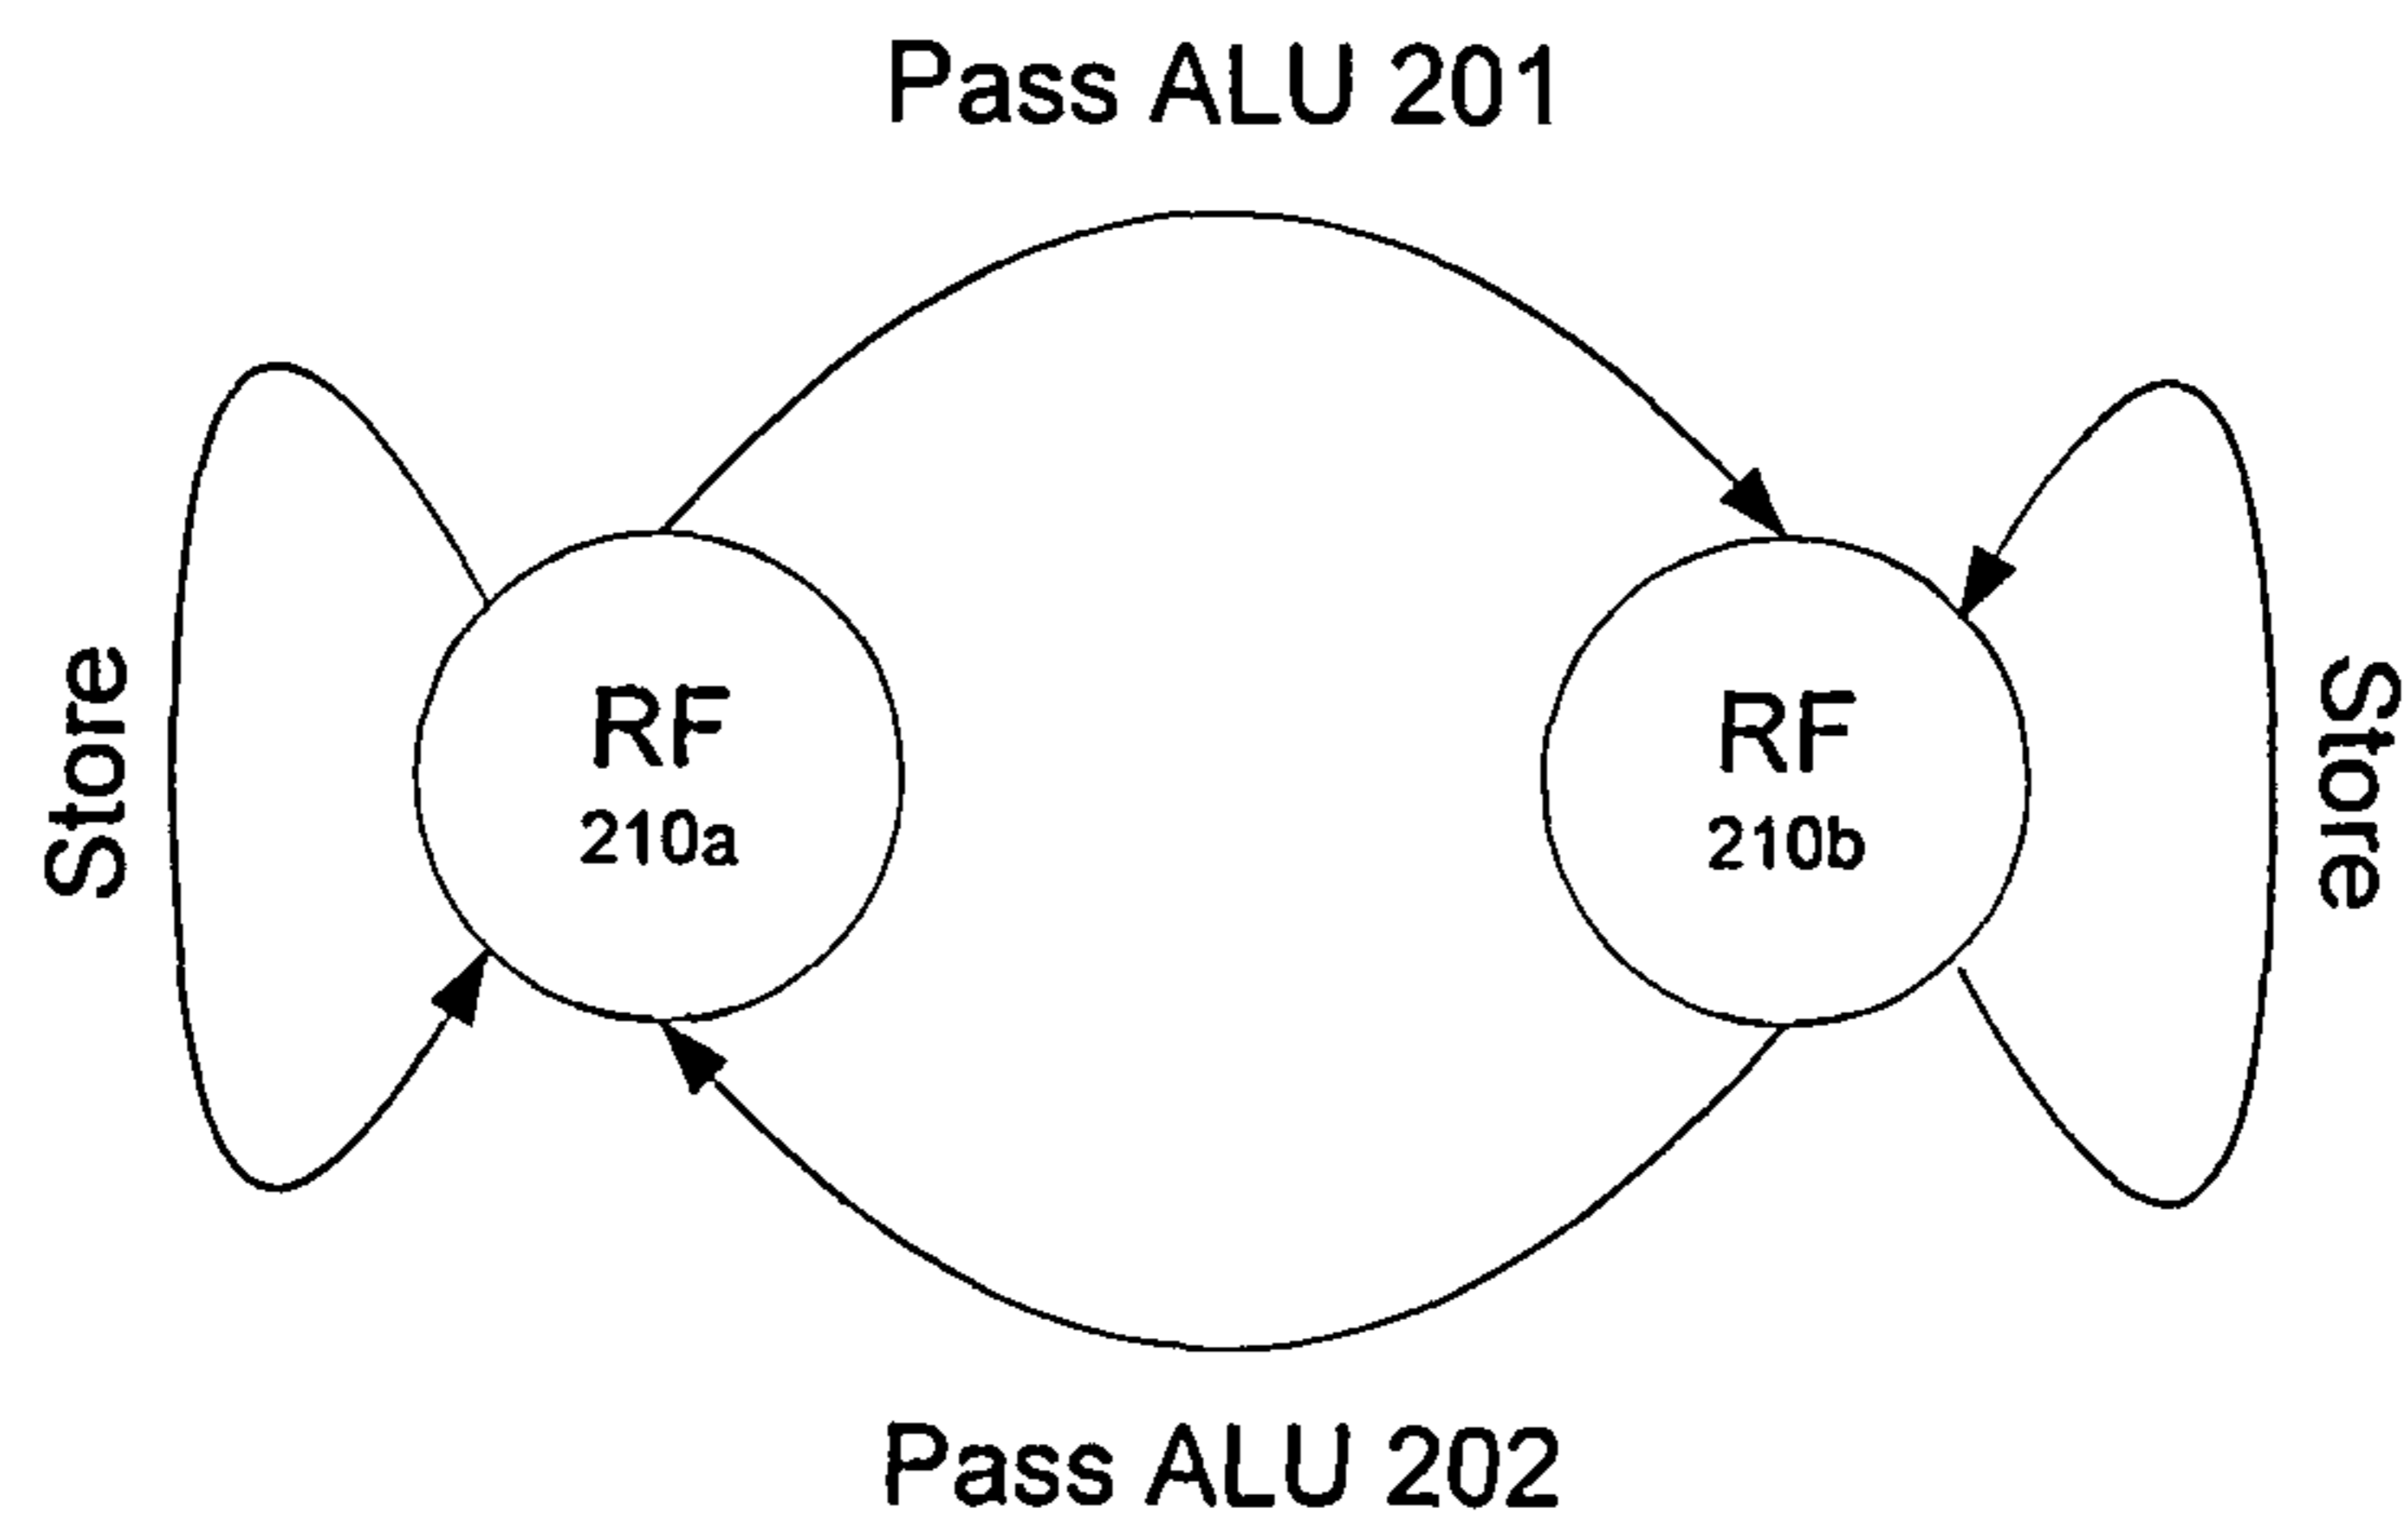 Pass ALU 201
Store
RF
210a
RF
210b
Store
Pass ALU 202